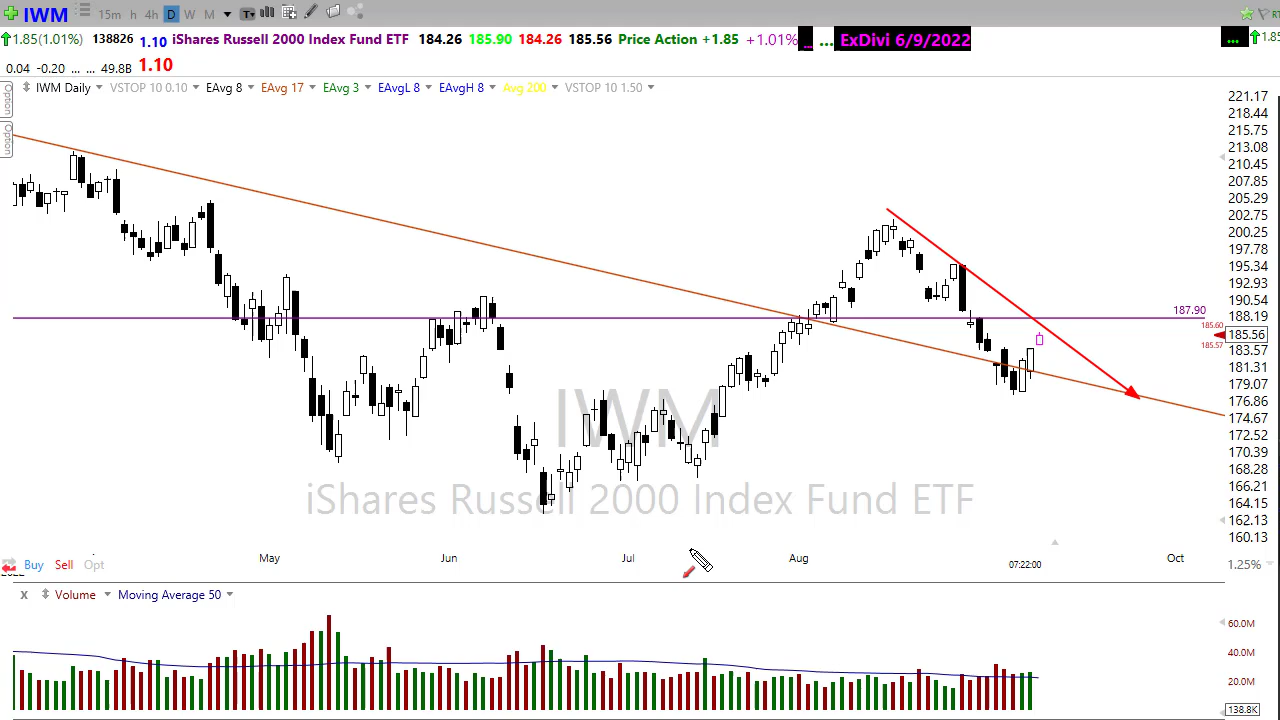 IWM 15m h 4h D W M
1.85(1.01%) 138826 1.10 iShares Russell 2000 Index Fund ETF 184.26 185.90 184.26 185.56 Price Action +1.85 +1.01% ... ... ExDivi 6/9/2022 ... 1.85
0.04 -0.20 ... ... 49.8B 1.10
IWM Daily VSTOP 10 0.10 EAvg 8 EAvg 17 EAvg 3 EAvgL 8 EAvgH 8 Avg 200 VSTOP 10 1.50
Option
Option
221.17
218.44
215.75
213.08
210.45
207.85
205.29
202.75
200.25
197.78
195.34
192.93
190.54
187.90 188.19
185.60
185.56
185.57 183.57
181.31
179.07
176.86
174.67
172.52
170.39
168.28
166.21
164.15
162.13
160.13
IWM
iShares Russell 2000 Index Fund ETF
May Jun Jul Aug 07:22:00 Oct
Buy Sell Opt 1.25%
X Volume Moving Average 50
60.0M
40.0M
20.0M
138.8K